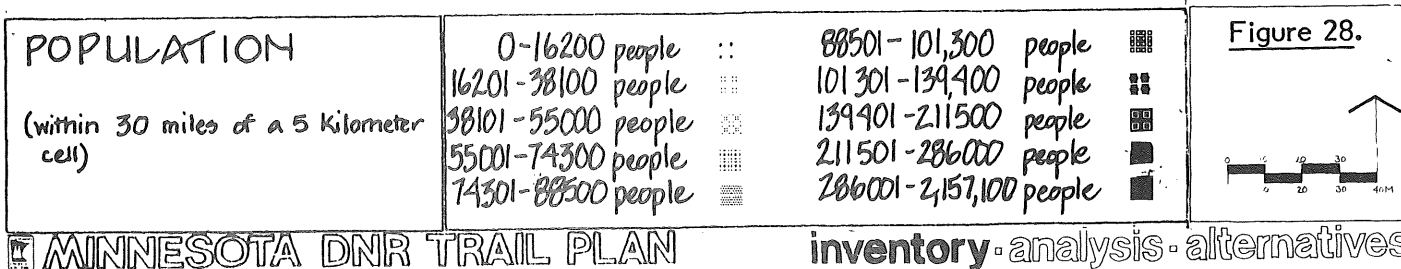 POPULATION
(within 30 miles of a 5 Kilometer
cell)
0-16200 people
16201-38100 people
38101-55000 people
55001-74300 people
74301-88500 people
88501-101,300 people
101301-139,400 people
139401-211500 people
211501-286000 people
286001-2,157,100 people
Figure 28.
0 10 20 30
0 20 30 40M
MINNESOTA DNR TRAIL PLAN
inventory-analysis-alternatives